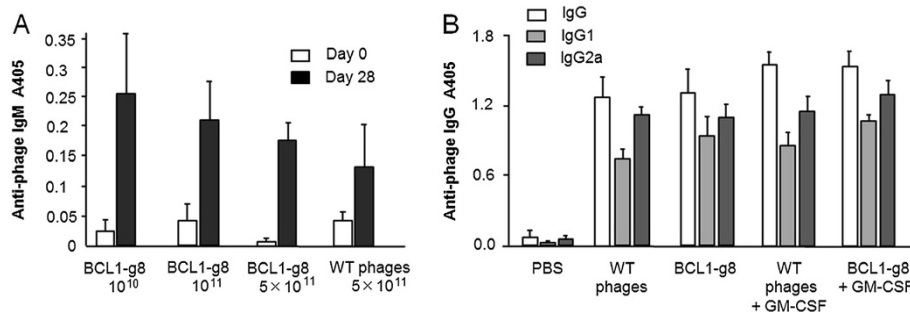 A
Anti-phage IgM A405
0.35
0.3
0.25
0.2
0.15
0.1
0.05
0
Day 0
Day 28
BCL1-g8
10¹⁰
BCL1-g8
10¹¹
BCL1-g8
5×10¹¹
WT phages
5×10¹¹
B
Anti-phage IgG A405
1.8
1.2
0.6
0.0
IgG
IgG1
IgG2a
PBS
WT
phages
BCL1-g8
WT
phages
+ GM-CSF
BCL1-g8
+ GM-CSF